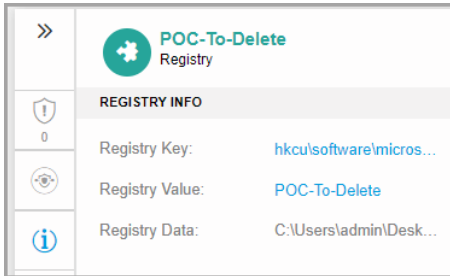 POC-To-Delete
Registry
REGISTRY INFO
0
Registry Key: hkcu\software\micros...
Registry Value: POC-To-Delete
Registry Data: C:\Users\admin\Desk...